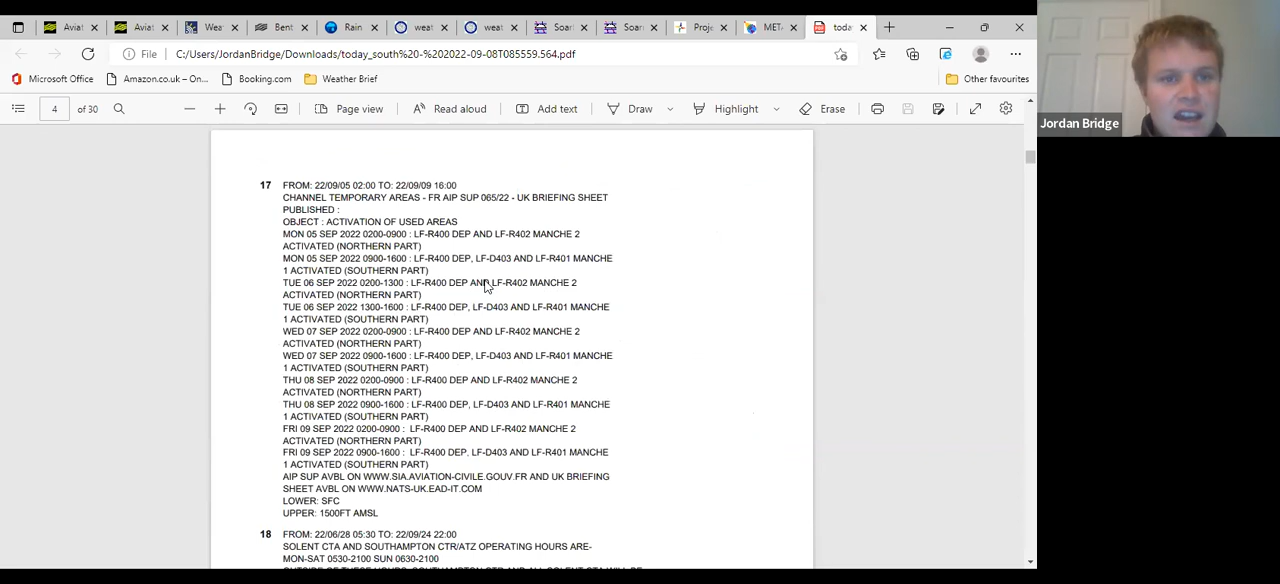 Aviat
Aviat
Wea
Bent
Rain
weat
weat
Soar
Soar
Proje
MET
today
File
C:/Users/JordanBridge/Downloads/today_south%20-%202022-09-08T085559.564.pdf
Microsoft Office
Amazon.co.uk – On...
Booking.com
Weather Brief
Other favourites
4 of 30
Page view
Read aloud
Add text
Draw
Highlight
Erase
Jordan Bridge
17 FROM: 22/09/05 02:00 TO: 22/09/09 16:00
CHANNEL TEMPORARY AREAS - FR AIP SUP 065/22 - UK BRIEFING SHEET
PUBLISHED :
OBJECT : ACTIVATION OF USED AREAS
MON 05 SEP 2022 0200-0900 : LF-R400 DEP AND LF-R402 MANCHE 2
ACTIVATED (NORTHERN PART)
MON 05 SEP 2022 0900-1600 : LF-R400 DEP, LF-D403 AND LF-R401 MANCHE
1 ACTIVATED (SOUTHERN PART)
TUE 06 SEP 2022 0200-1300 : LF-R400 DEP AND LF-R402 MANCHE 2
ACTIVATED (NORTHERN PART)
TUE 06 SEP 2022 1300-1600 : LF-R400 DEP, LF-D403 AND LF-R401 MANCHE
1 ACTIVATED (SOUTHERN PART)
WED 07 SEP 2022 0200-0900 : LF-R400 DEP AND LF-R402 MANCHE 2
ACTIVATED (NORTHERN PART)
WED 07 SEP 2022 0900-1600 : LF-R400 DEP, LF-D403 AND LF-R401 MANCHE
1 ACTIVATED (SOUTHERN PART)
THU 08 SEP 2022 0200-0900 : LF-R400 DEP AND LF-R402 MANCHE 2
ACTIVATED (NORTHERN PART)
THU 08 SEP 2022 0900-1600 : LF-R400 DEP, LF-D403 AND LF-R401 MANCHE
1 ACTIVATED (SOUTHERN PART)
FRI 09 SEP 2022 0200-0900 : LF-R400 DEP AND LF-R402 MANCHE 2
ACTIVATED (NORTHERN PART)
FRI 09 SEP 2022 0900-1600 : LF-R400 DEP, LF-D403 AND LF-R401 MANCHE
1 ACTIVATED (SOUTHERN PART)
AIP SUP AVBL ON WWW.SIA.AVIATION-CIVILE.GOUV.FR AND UK BRIEFING
SHEET AVBL ON WWW.NATS-UK.EAD-IT.COM
LOWER: SFC
UPPER: 1500FT AMSL
18 FROM: 22/06/28 05:30 TO: 22/09/24 22:00
SOLENT CTA AND SOUTHAMPTON CTR/ATZ OPERATING HOURS ARE-
MON-SAT 0530-2100 SUN 0630-2100
OUTSIDE OF THESE HOURS, SOUTHAMPTON CTR AND ALL SOLENT CTA WILL BE